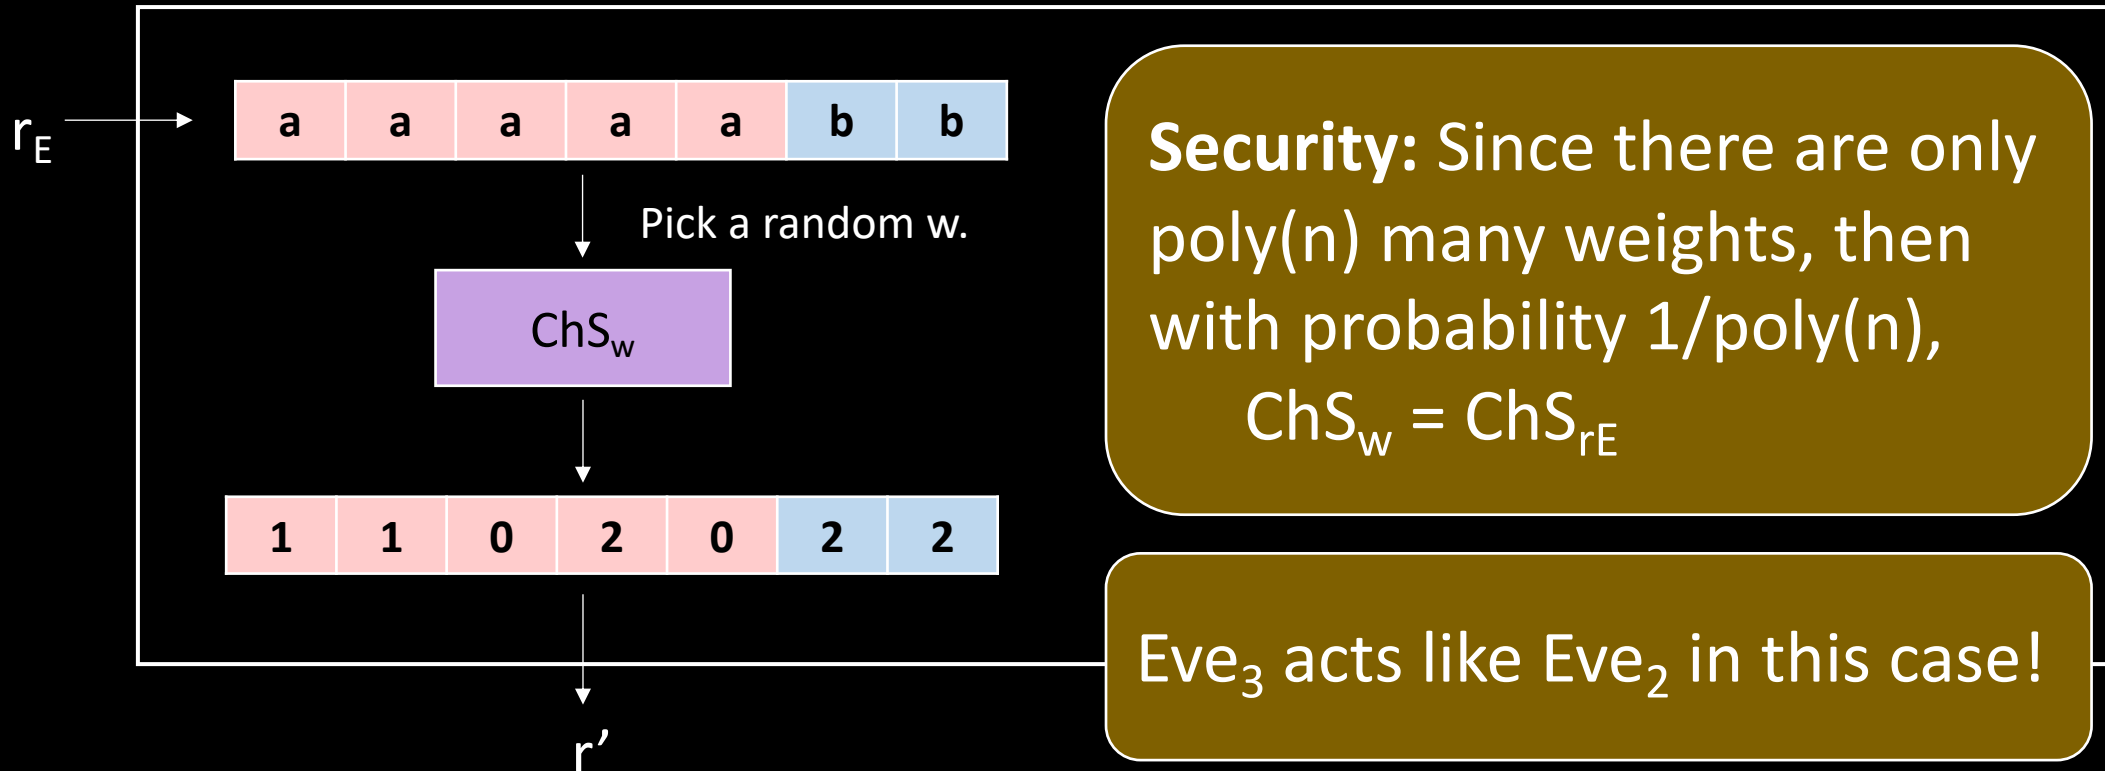 r_E
a a a a a b b
Pick a random w.
ChS_w
1 1 0 2 0 2 2
r’
Security: Since there are only
poly(n) many weights, then
with probability 1/poly(n),
ChS_w = ChS_rE
Eve_3 acts like Eve_2 in this case!